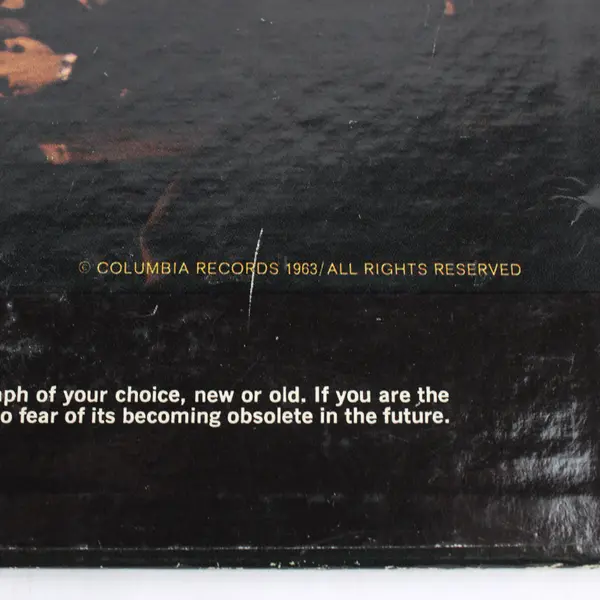 © COLUMBIA RECORDS 1963/ALL RIGHTS RESERVED
of your choice, new or old. If you are the
fear of its becoming obsolete in the future.